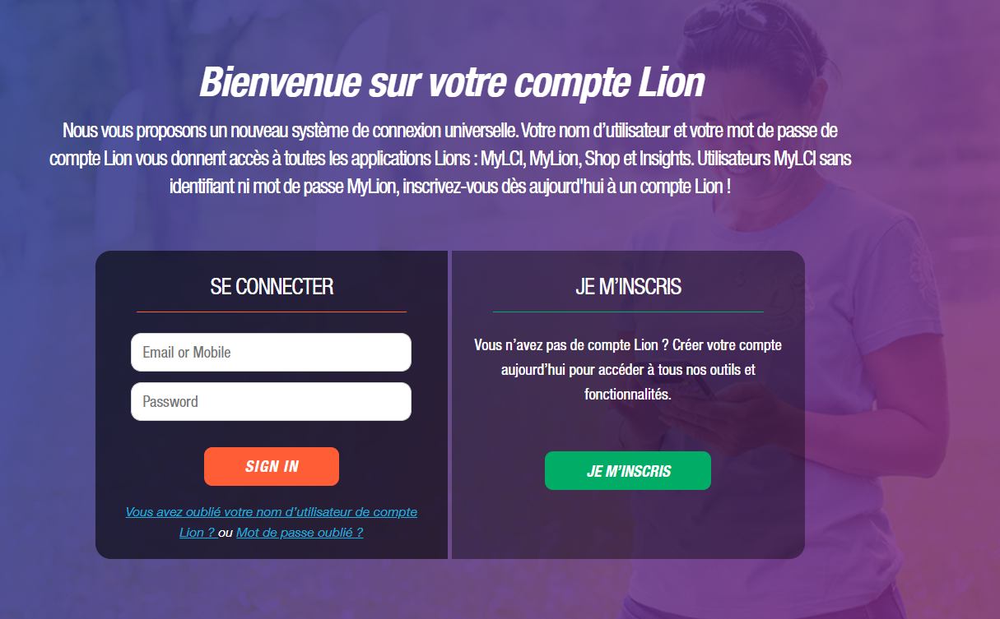 Bienvenue sur votre compte Lion
Nous vous proposons un nouveau système de connexion universelle. Votre nom d’utilisateur et votre mot de passe de
compte Lion vous donnent accès à toutes les applications Lions : MyLCI, MyLion, Shop et Insights. Utilisateurs MyLCI sans
identifiant ni mot de passe MyLion, inscrivez-vous dès aujourd'hui à un compte Lion !
SE CONNECTER
Email or Mobile
Password
SIGN IN
Vous avez oublié votre nom d’utilisateur de compte
Lion ? ou Mot de passe oublié ?
JE M’INSCRIS
Vous n’avez pas de compte Lion ? Créer votre compte
aujourd’hui pour accéder à tous nos outils et
fonctionnalités.
JE M’INSCRIS